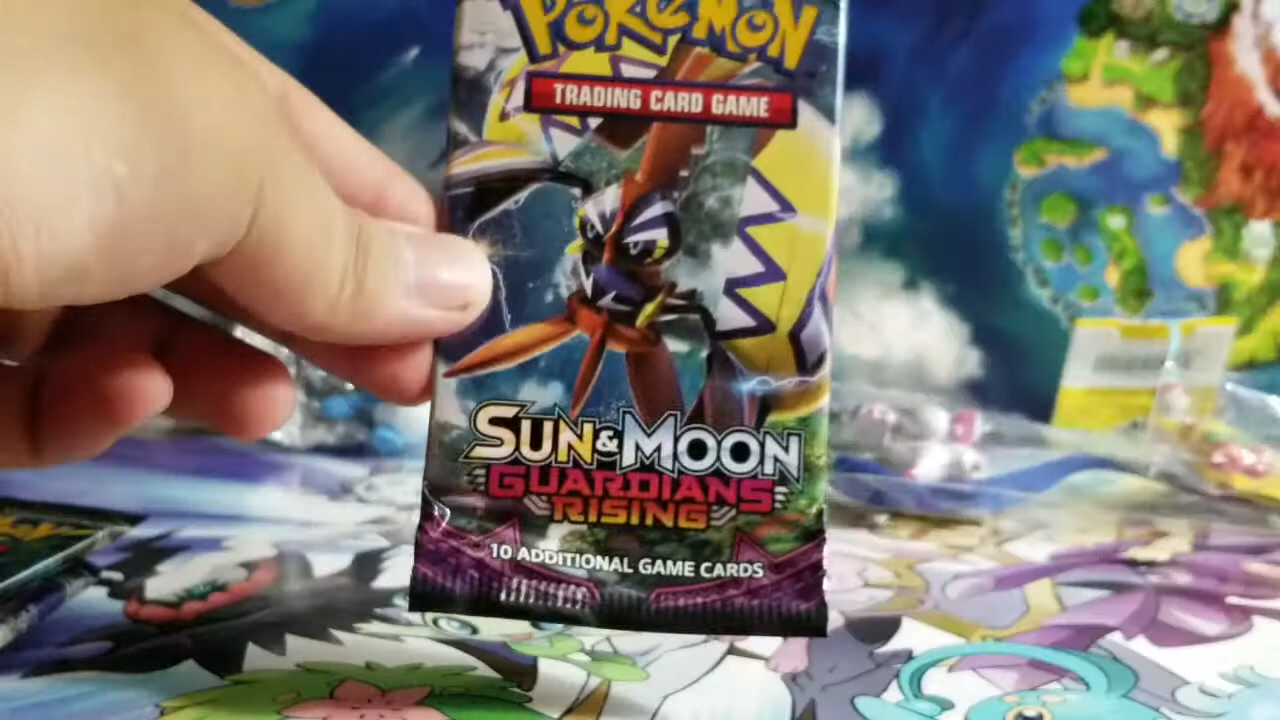 POKéMON
TRADING CARD GAME
SUN & MOON
GUARDIANS
RISING
10 ADDITIONAL GAME CARDS